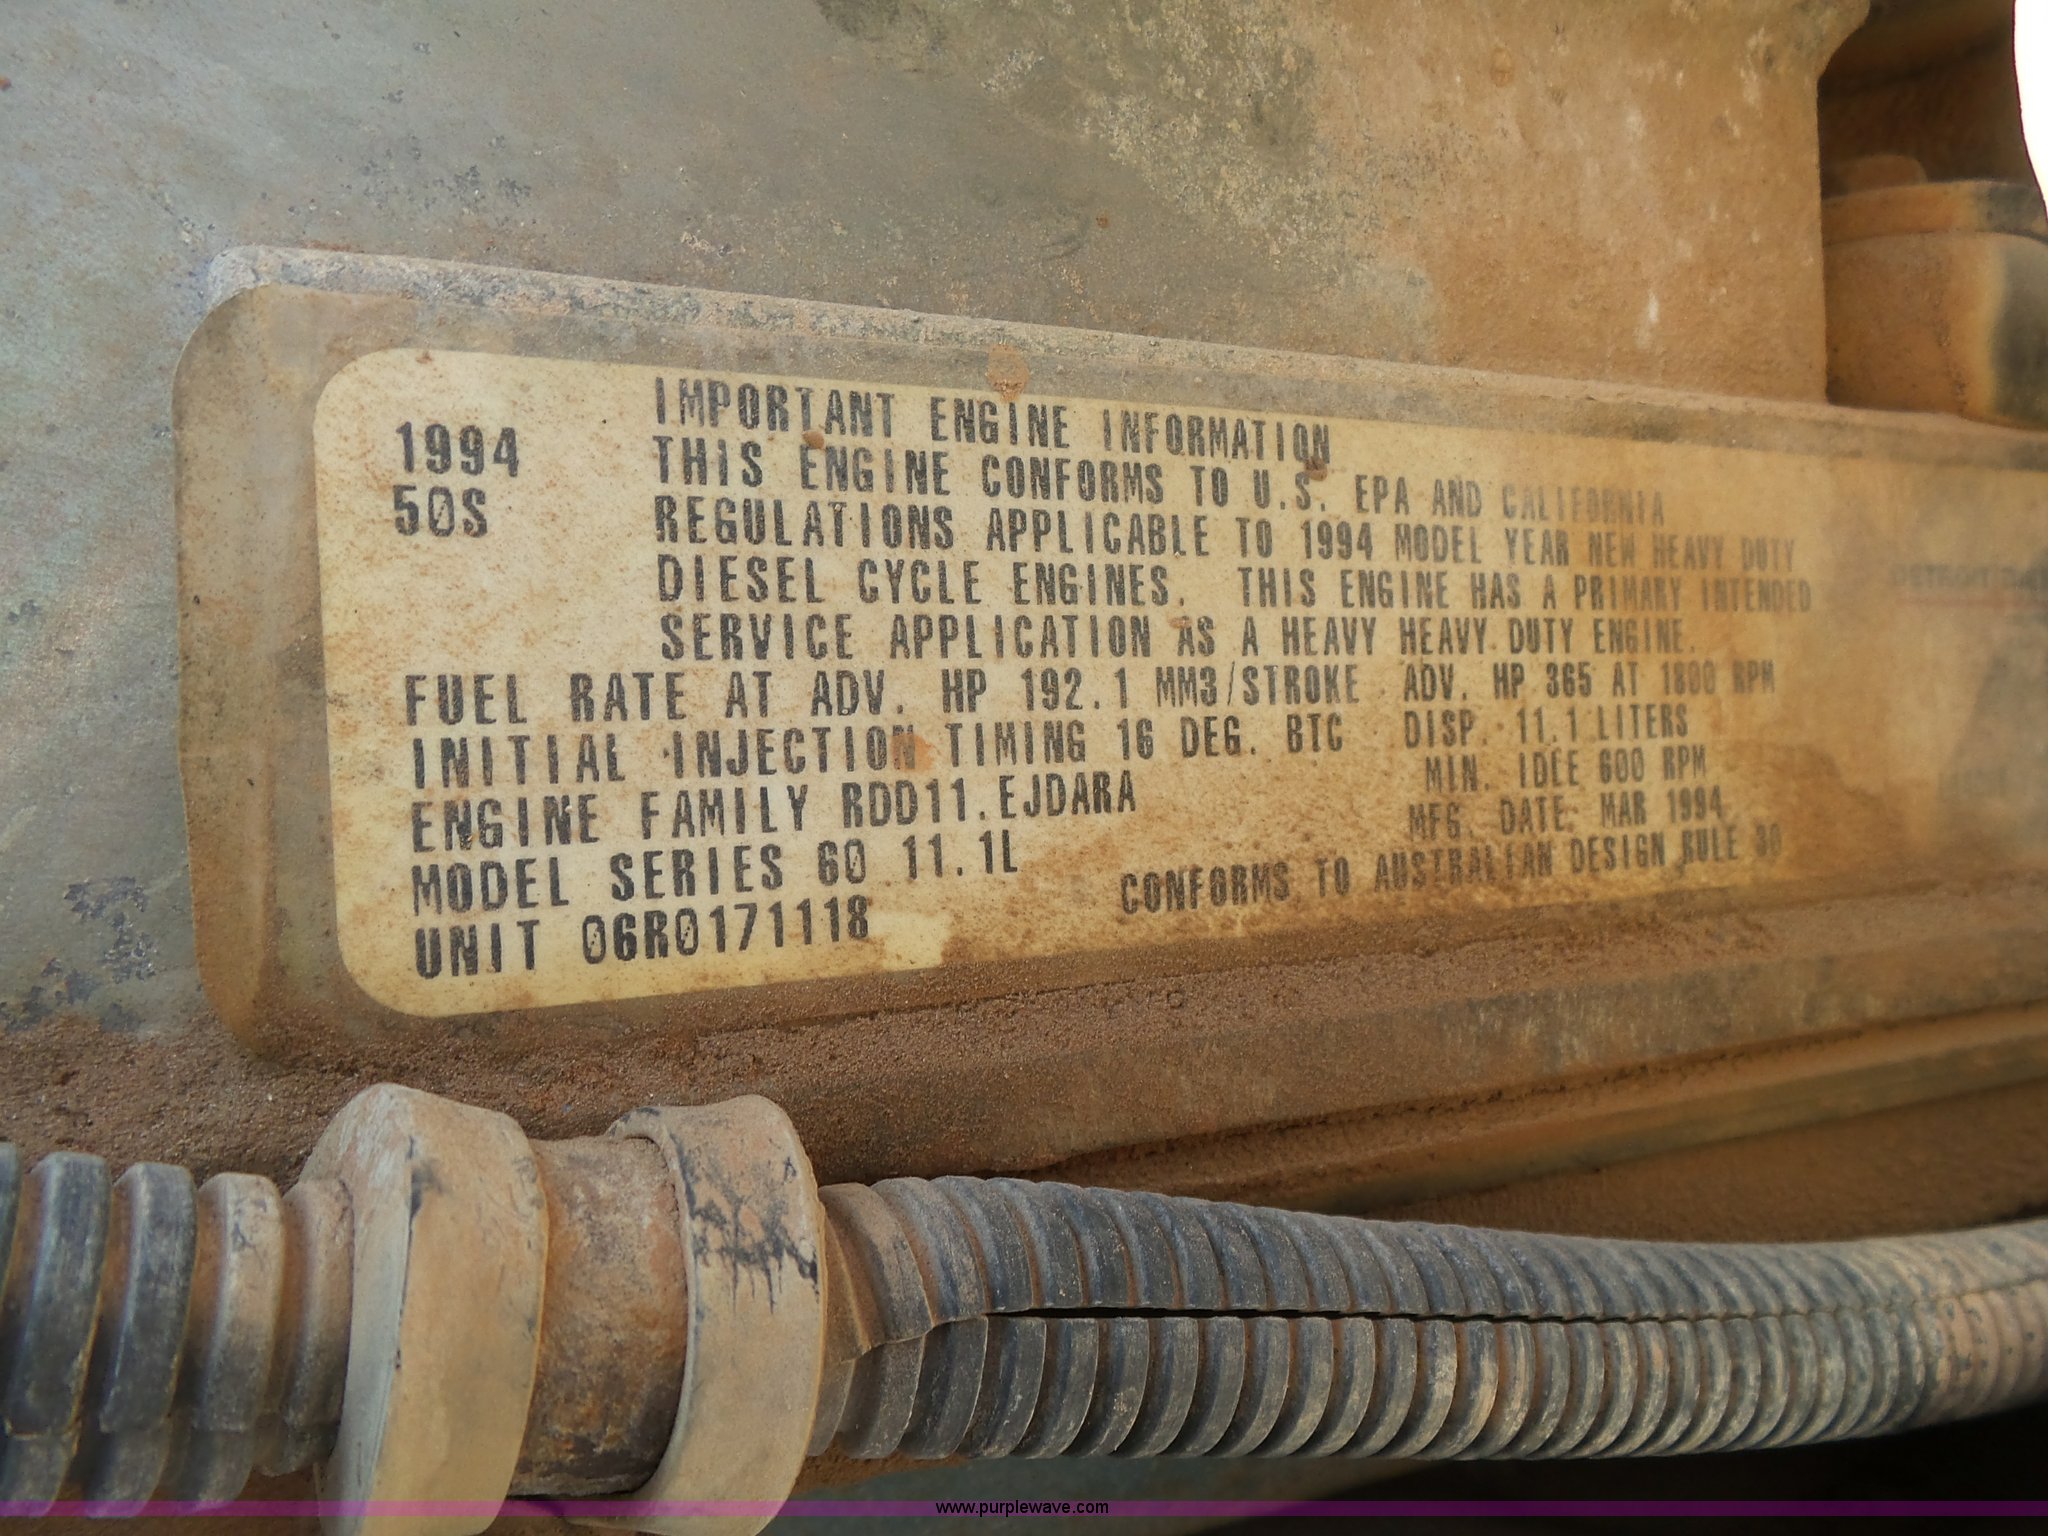 1994
50S
IMPORTANT ENGINE INFORMATION
THIS ENGINE CONFORMS TO U.S. EPA AND CALIFORNIA
REGULATIONS APPLICABLE TO 1994 MODEL YEAR NEW HEAVY DUTY
DIESEL CYCLE ENGINES. THIS ENGINE HAS A PRIMARY INTENDED
SERVICE APPLICATION AS A HEAVY HEAVY DUTY ENGINE.
FUEL RATE AT ADV. HP 192.1 MM3/STROKE ADV. HP 365 AT 1800 RPM
INITIAL INJECTION TIMING 16 DEG. BTC DISP. 11.1 LITERS
MIN. IDLE 600 RPM
ENGINE FAMILY RDD11.EJDARA
MFG. DATE: MAR 1994
MODEL SERIES 60 11.1L
CONFORMS TO AUSTRALIAN DESIGN RULE 30
UNIT 06R0171118
DETROIT
www.purplewave.com